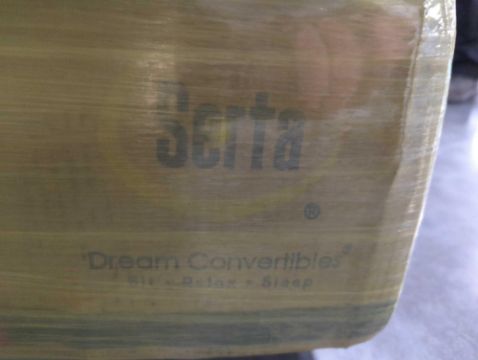 Serta
®
Dream Convertibles®
Sit • Relax • Sleep